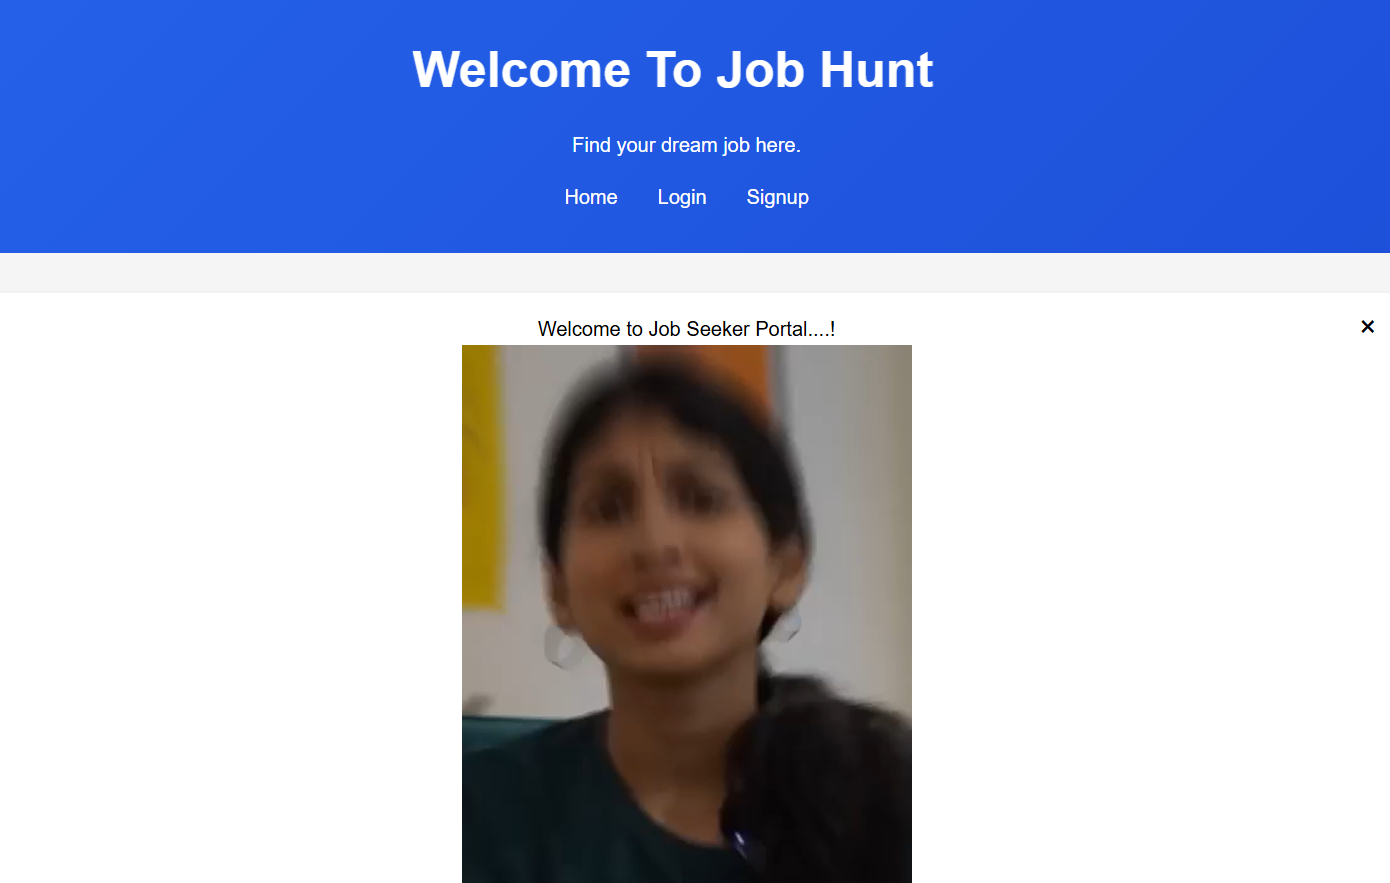 Welcome To Job Hunt
Find your dream job here.
Home Login Signup
Welcome to Job Seeker Portal....!
×